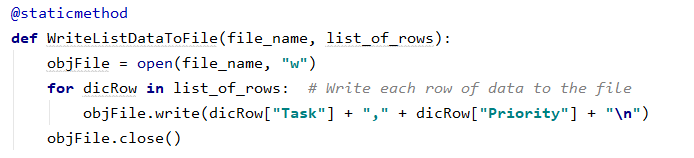 @staticmethod
def WriteListDataToFile(file_name, list_of_rows):
    objFile = open(file_name, "w")
    for dicRow in list_of_rows:  # Write each row of data to the file
        objFile.write(dicRow["Task"] + "," + dicRow["Priority"] + "\n")
    objFile.close()